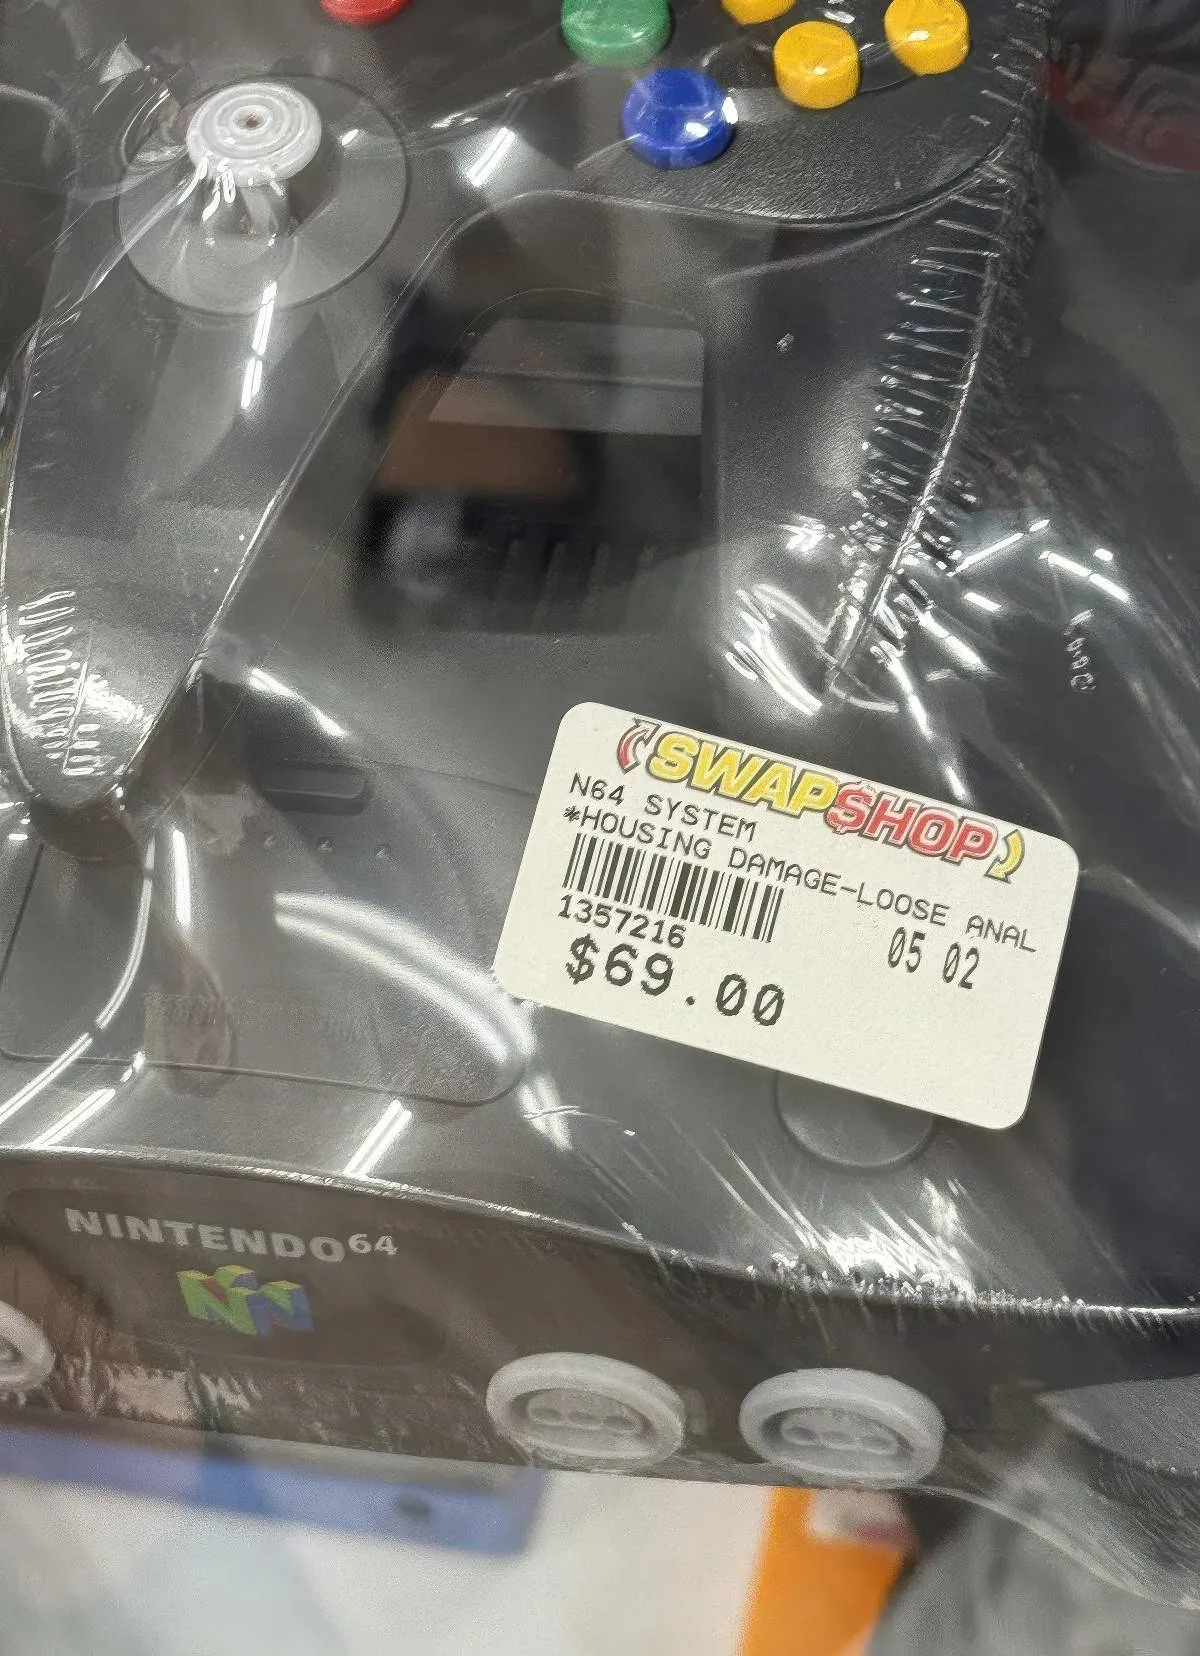 SWAP$HOP
N64 SYSTEM
*HOUSING DAMAGE-LOOSE ANAL
1357216
05 02
$69.00
NINTENDO64